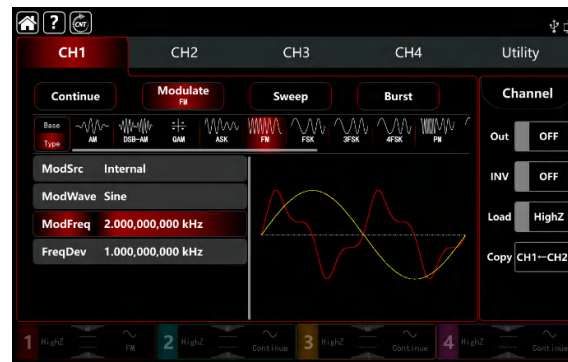 ? CNT
CH1 CH2 CH3 CH4 Utility
Continue Modulate Sweep Burst Channel
FM
Base
Type AM DSB-AM QAM ASK FM FSK 3FSK 4FSK PM
Out OFF
ModSrc Internal
INV OFF
ModWave Sine
ModFreq 2.000,000,000 kHz
Load HighZ
FreqDev 1.000,000,000 kHz
Copy CH1←CH2
1 HighZ FM 2 HighZ Continue 3 HighZ Continue 4 HighZ Continue